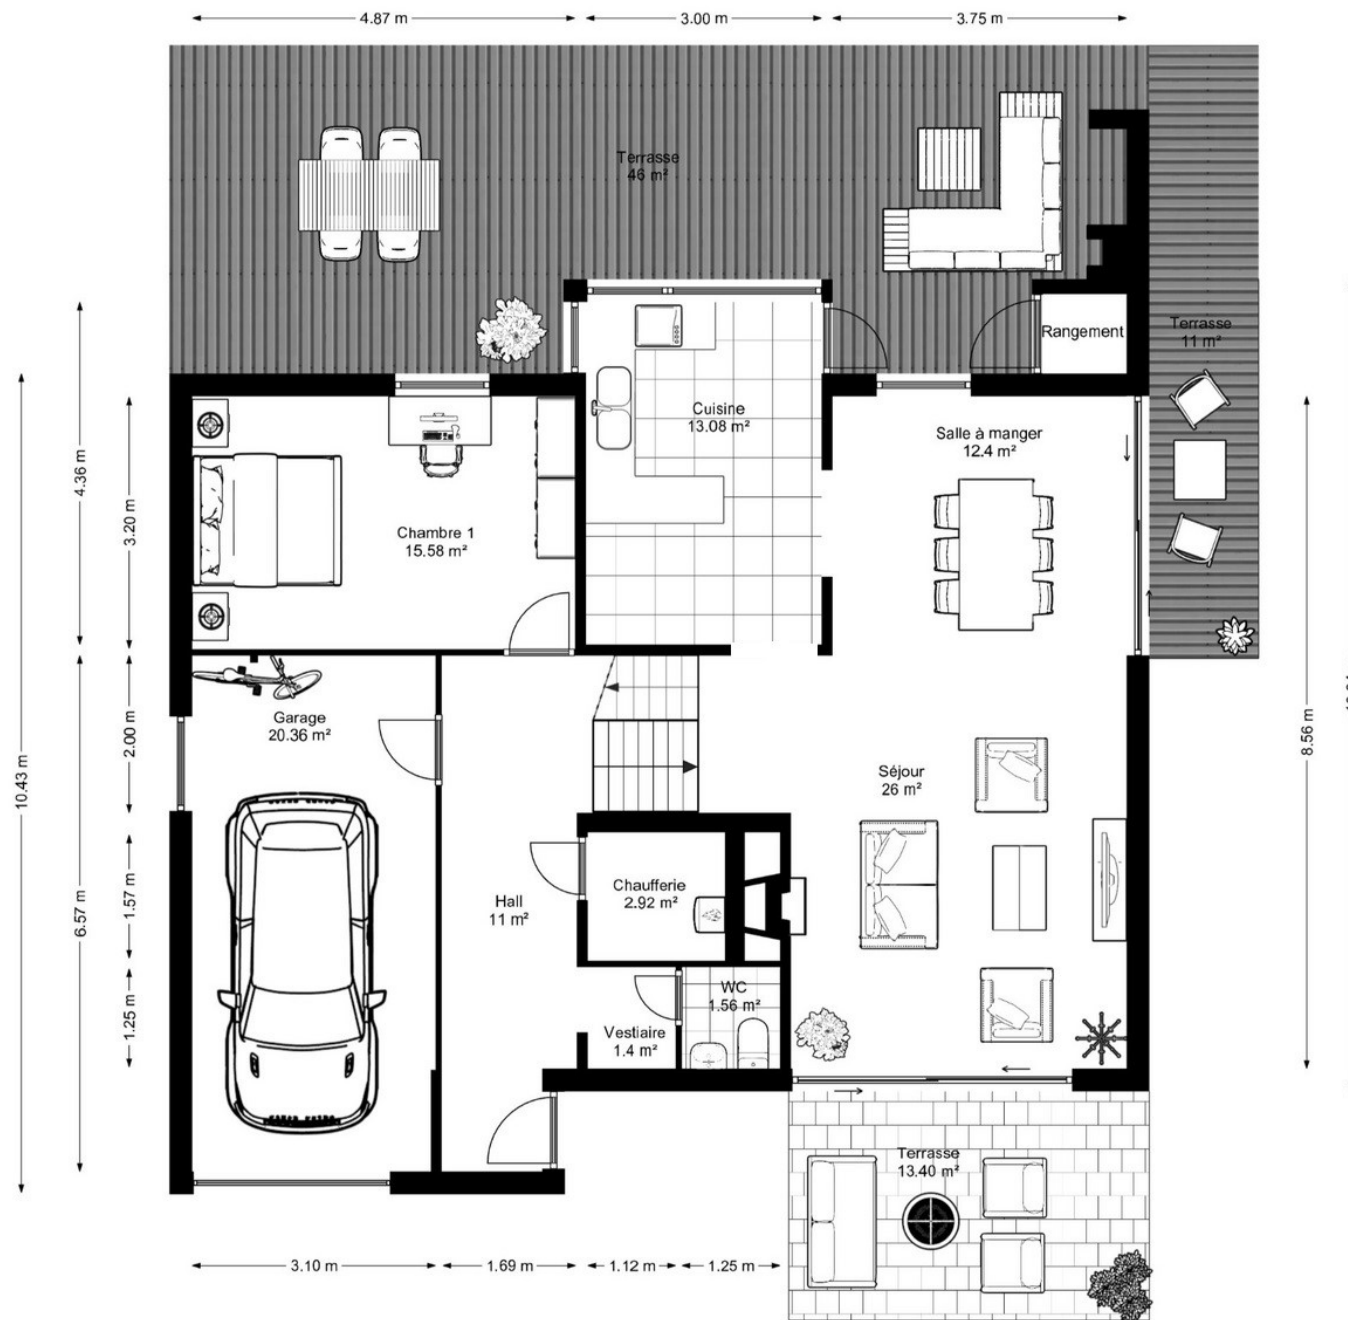 4.87 m
3.00 m
3.75 m
Terrasse
46 m²
Terrasse
11 m²
Rangement
Cuisine
13.08 m²
Salle à manger
12.4 m²
Chambre 1
15.58 m²
4.36 m
3.20 m
Garage
20.36 m²
2.00 m
10.43 m
8.56 m
Séjour
26 m²
Chaufferie
2.92 m²
Hall
11 m²
1.57 m
6.57 m
WC
1.56 m²
1.25 m
Vestiaire
1.4 m²
Terrasse
13.40 m²
3.10 m
1.69 m
1.12 m
1.25 m